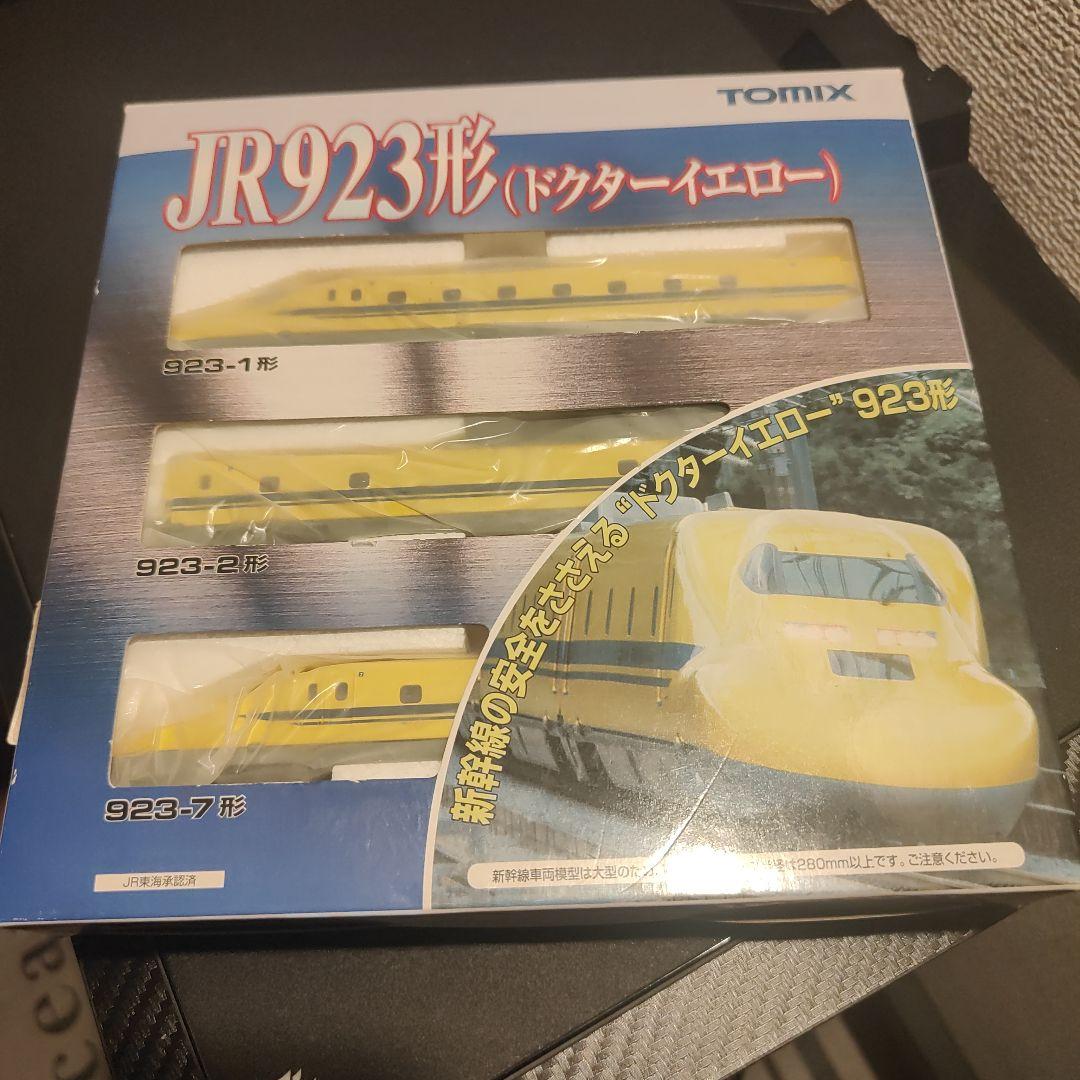 TOMIX
JR923形(ドクターイエロー)
923-1形
新幹線の安全をささえる“ドクターイエロー”923形
923-2形
923-7形
新幹線車両模型は大型のため、
は280mm以上です。ご注意ください。
JR東海承認済
cea